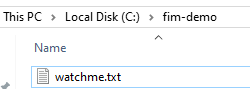 This PC > Local Disk (C:) > fim-demo
Name
watchme.txt